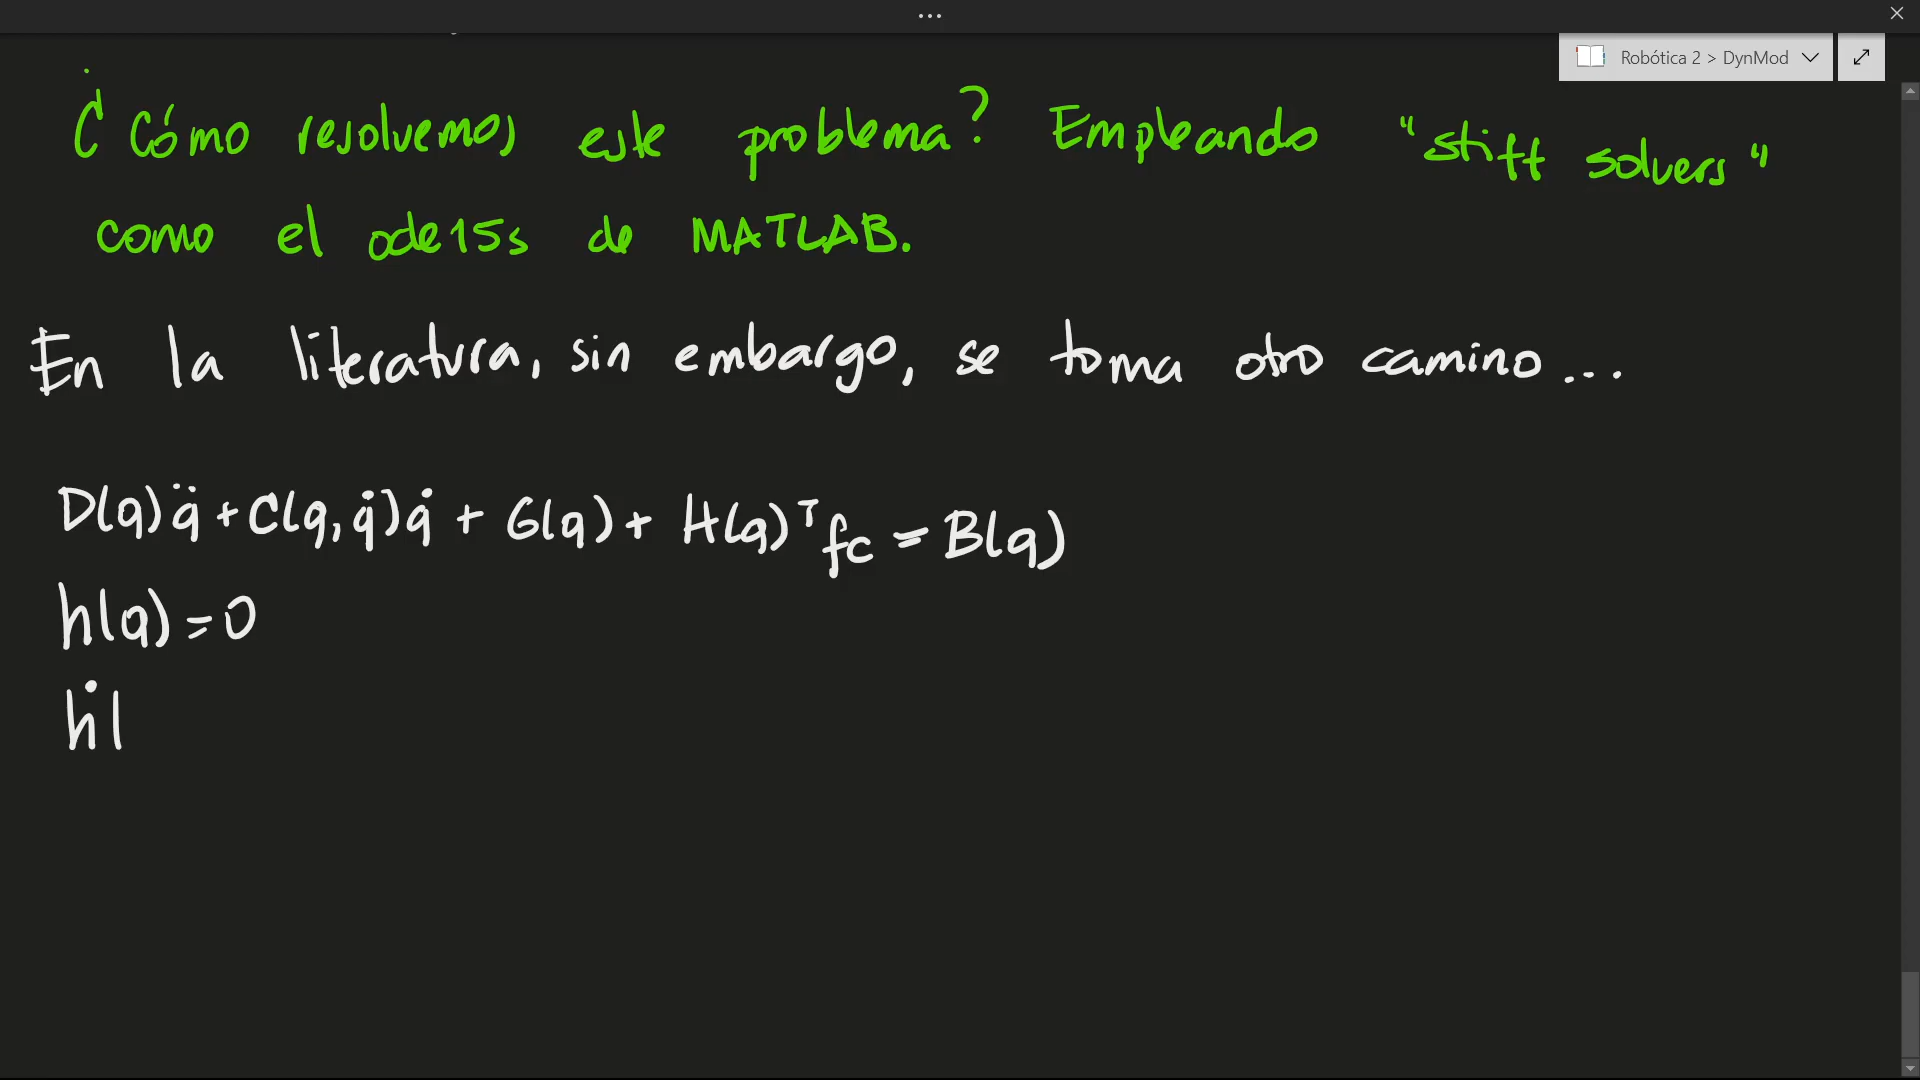 ...
Robótica 2 > DynMod
¿Cómo resolvemos este problema? Empleando "stiff solvers"
como el ode15s de MATLAB.
En la literatura, sin embargo, se toma otro camino...
D(q)q̈ + C(q, q̇)q̇ + G(q) + H(q)ᵀfc = B(q)
h(q) = 0
ḣ(